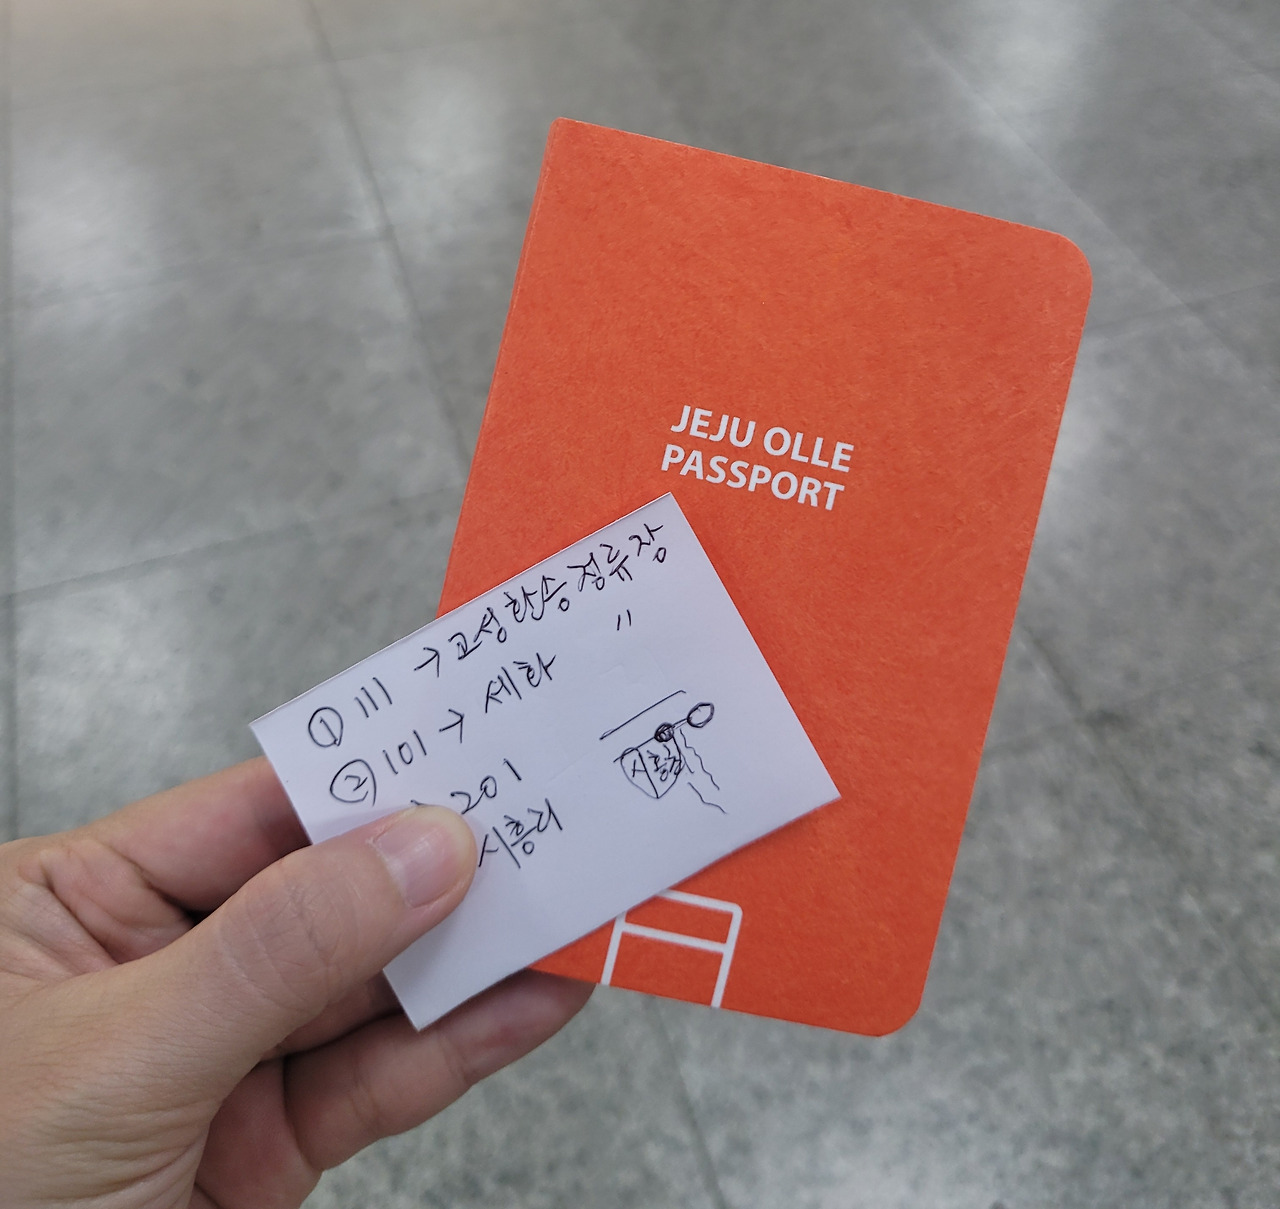 JEJU OLLE
PASSPORT
① 111 → 고성환승정류장
② 101 → 세화 〃
→ 201
시흥리
시흥리